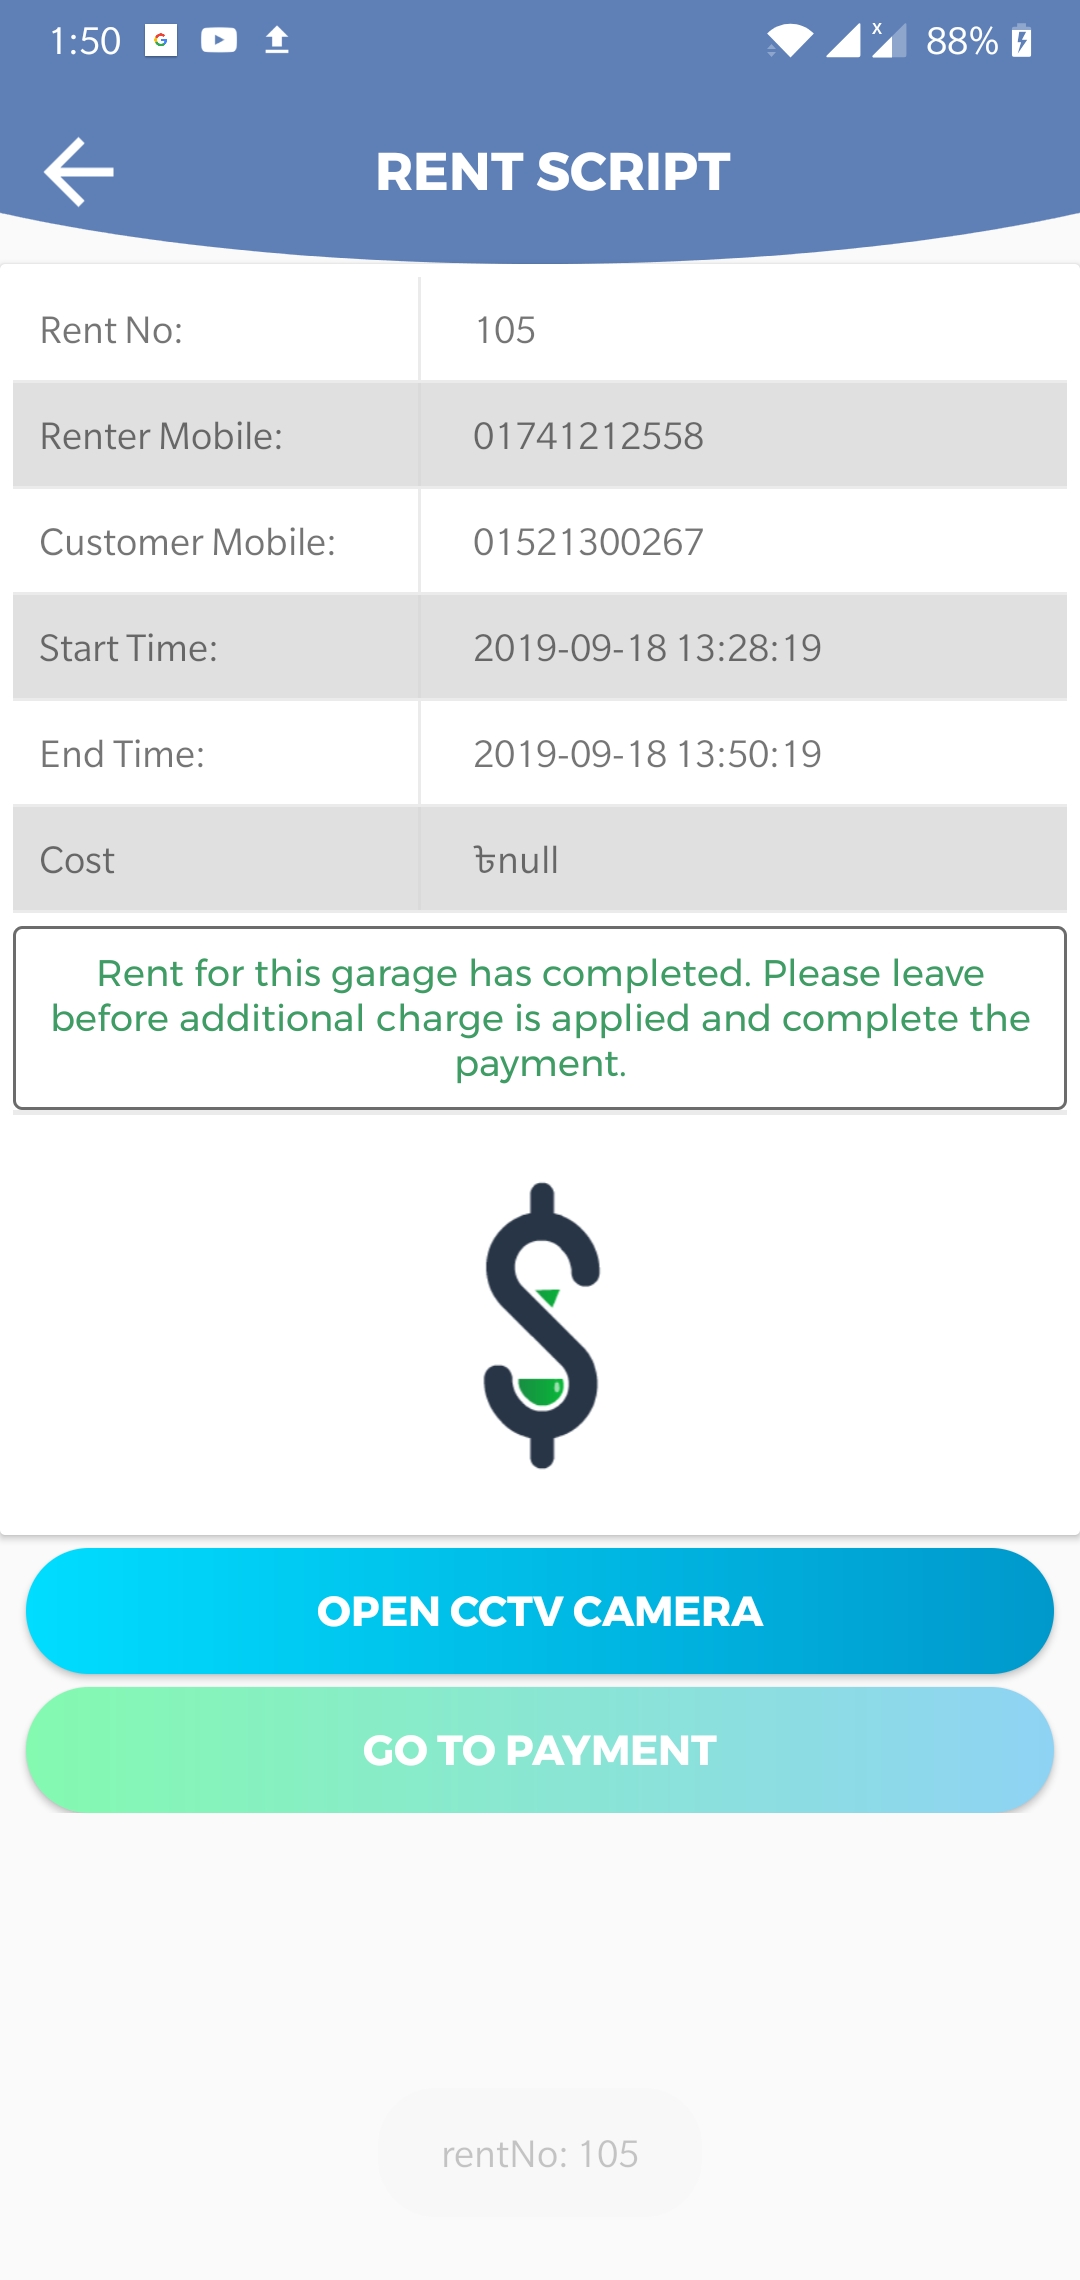 1:50 88%
RENT SCRIPT
Rent No: 105
Renter Mobile: 01741212558
Customer Mobile: 01521300267
Start Time: 2019-09-18 13:28:19
End Time: 2019-09-18 13:50:19
Cost ৳null
Rent for this garage has completed. Please leave
before additional charge is applied and complete the
payment.
OPEN CCTV CAMERA
GO TO PAYMENT
rentNo: 105